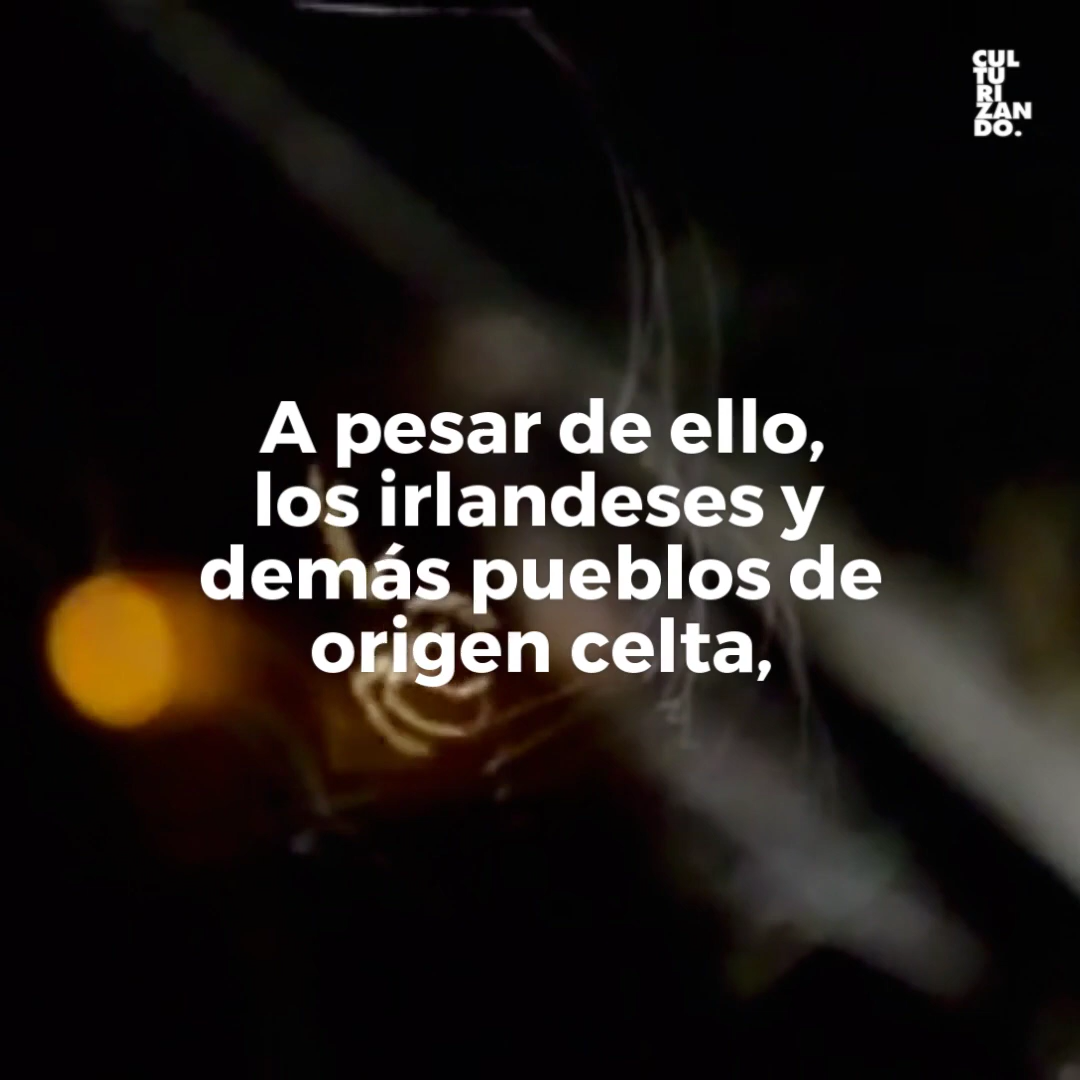 CUL
TU
RI
ZAN
DO.
A pesar de ello,
los irlandeses y
demás pueblos de
origen celta,